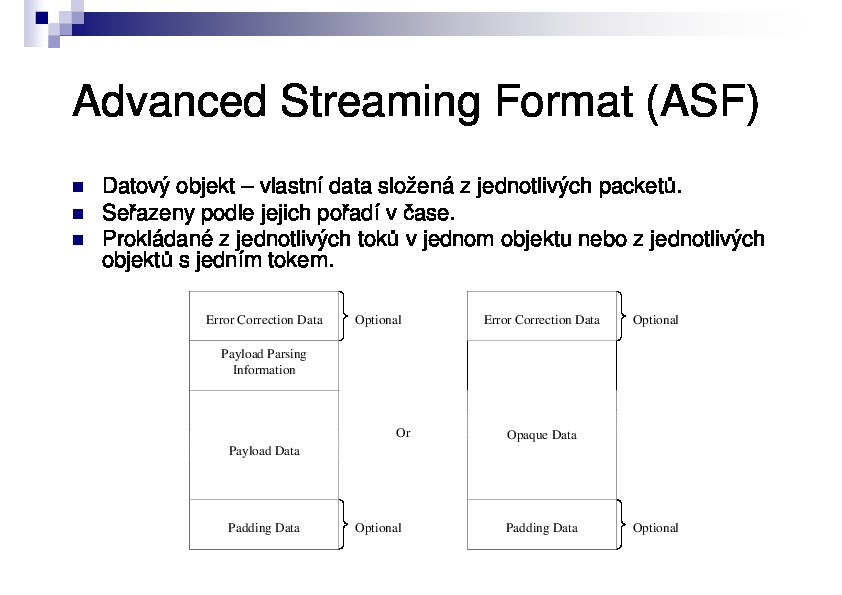 Advanced Streaming Format (ASF)
Datový objekt – vlastní data složená z jednotlivých packetů.
Seřazeny podle jejich pořadí v čase.
Prokládané z jednotlivých toků v jednom objektu nebo z jednotlivých
objektů s jedním tokem.
Error Correction Data
Optional
Payload Parsing
Information
Payload Data
Padding Data
Optional
Or
Error Correction Data
Optional
Opaque Data
Padding Data
Optional